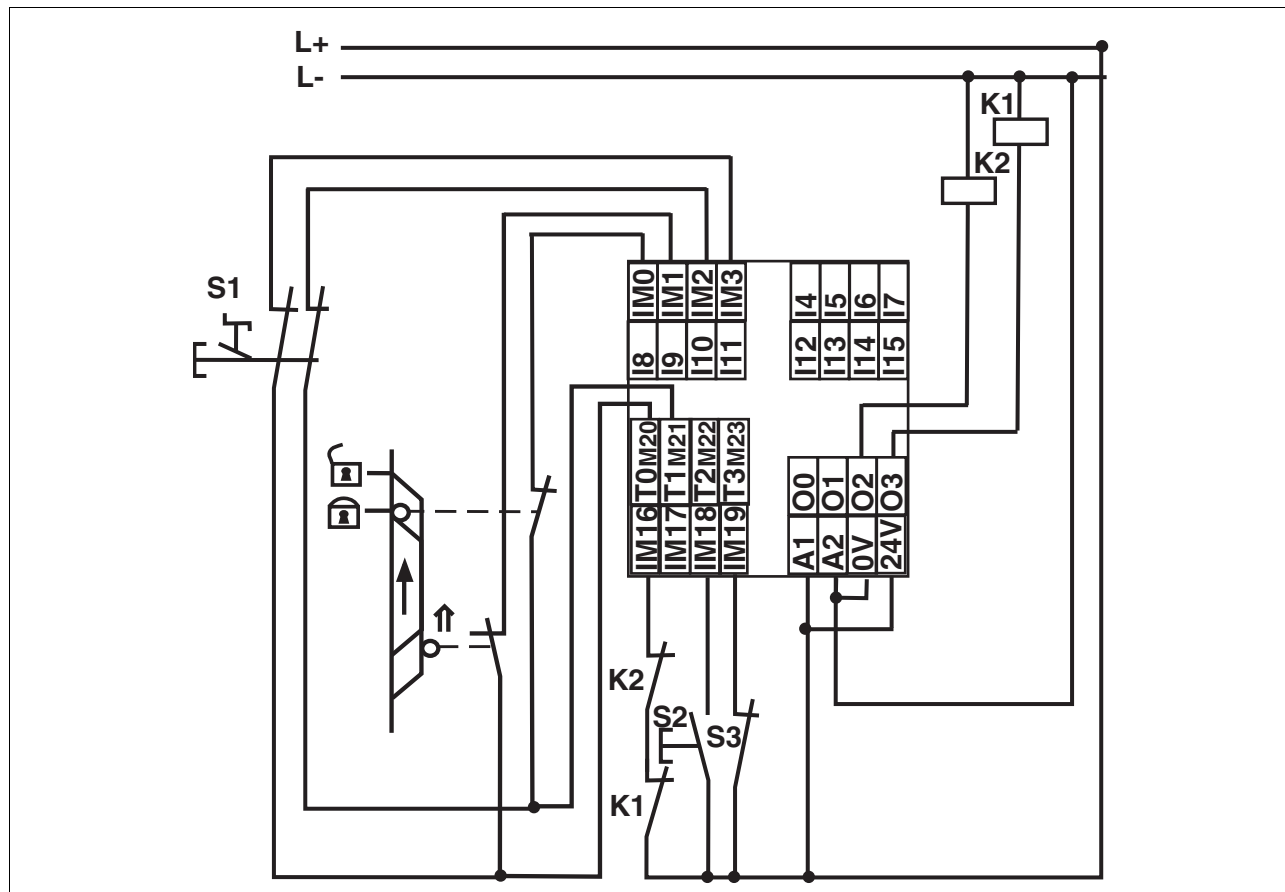 L+
L-
K1
K2
S1
IM0 IM1 IM2 IM3
I4 I5 I6 I7
I8 I9 I10 I11
I12 I13 I14 I15
T0M20 T1M21 T2M22 T3M23
O0 O1 O2 O3
IM16 IM17 IM18 IM19
A1 A2 0V 24V
K2
S2
S3
K1